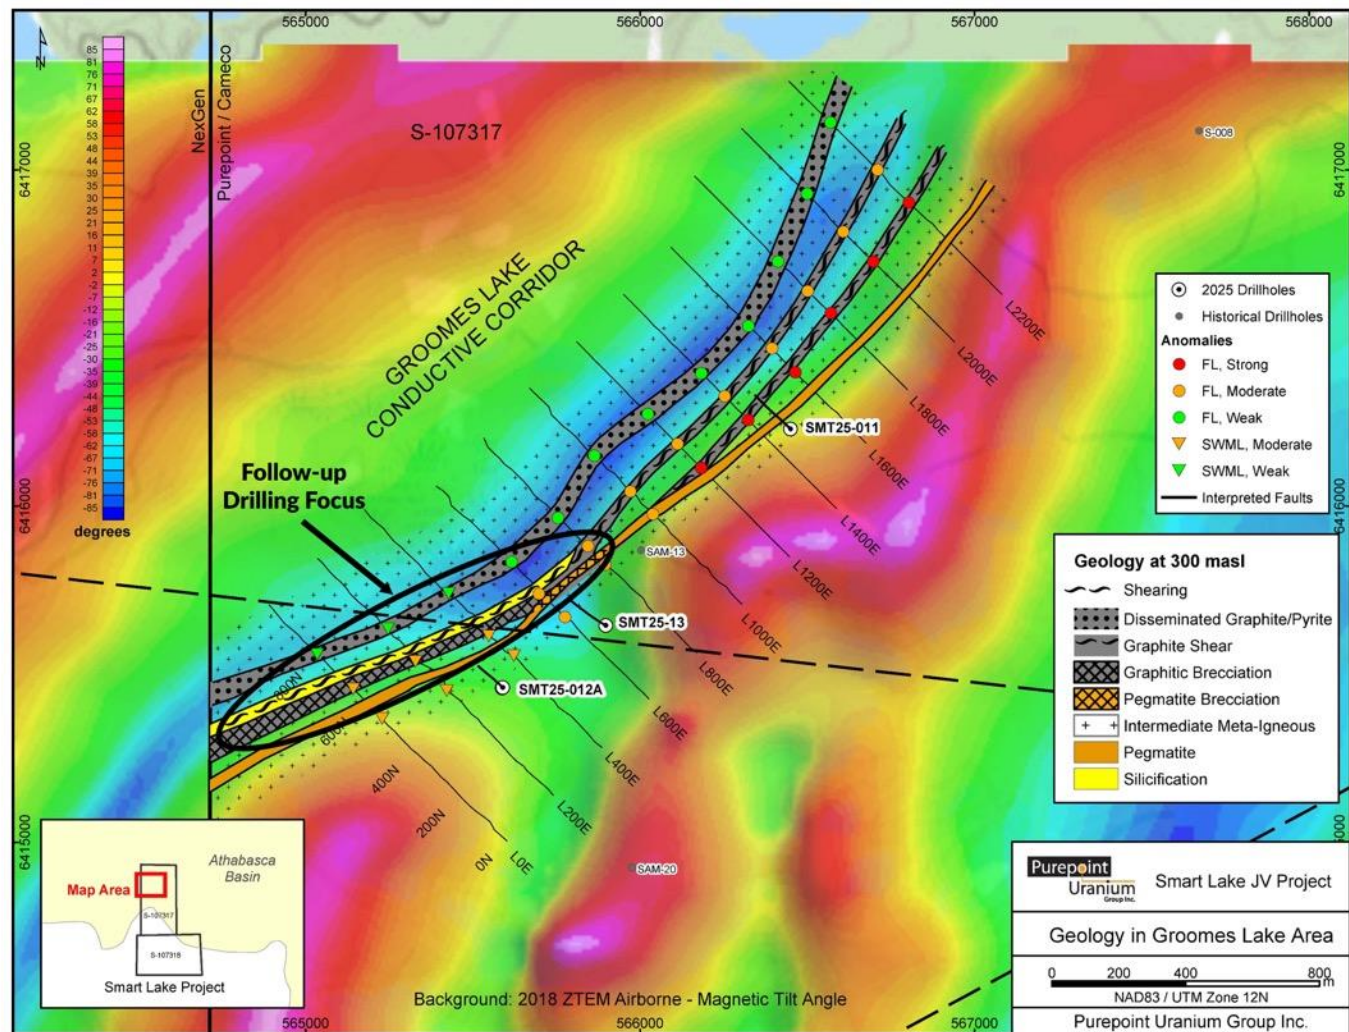 565000
566000
567000
568000
N
85
81
76
71
67
62
58
53
48
44
39
35
30
25
21
16
11
7
2
-2
-7
-12
-16
-21
-25
-30
-35
-39
-44
-48
-53
-58
-62
-67
-71
-76
-81
-85
degrees
NexGen
Purepoint / Cameco
S-107317
S-008
6417000
6417000
6416000
6416000
6415000
GROOMES LAKE
CONDUCTIVE CORRIDOR
Follow-up
Drilling Focus
L2200E
L2000E
L1800E
L1600E
L1400E
L1200E
L1000E
L800E
L600E
L400E
L200E
L0E
800N
600N
400N
200N
0N
SMT25-011
SAM-13
SMT25-13
SMT25-012A
SAM-20
2025 Drillholes
Historical Drillholes
Anomalies
FL, Strong
FL, Moderate
FL, Weak
SWML, Moderate
SWML, Weak
Interpreted Faults
Geology at 300 masl
Shearing
Disseminated Graphite/Pyrite
Graphite Shear
Graphitic Brecciation
Pegmatite Brecciation
Intermediate Meta-Igneous
Pegmatite
Silicification
Athabasca
Basin
Map Area
S-107317
S-107318
Smart Lake Project
Background: 2018 ZTEM Airborne - Magnetic Tilt Angle
Purepoint
Uranium
Group Inc.
Smart Lake JV Project
Geology in Groomes Lake Area
0 200 400 800
m
NAD83 / UTM Zone 12N
Purepoint Uranium Group Inc.
565000
566000
567000